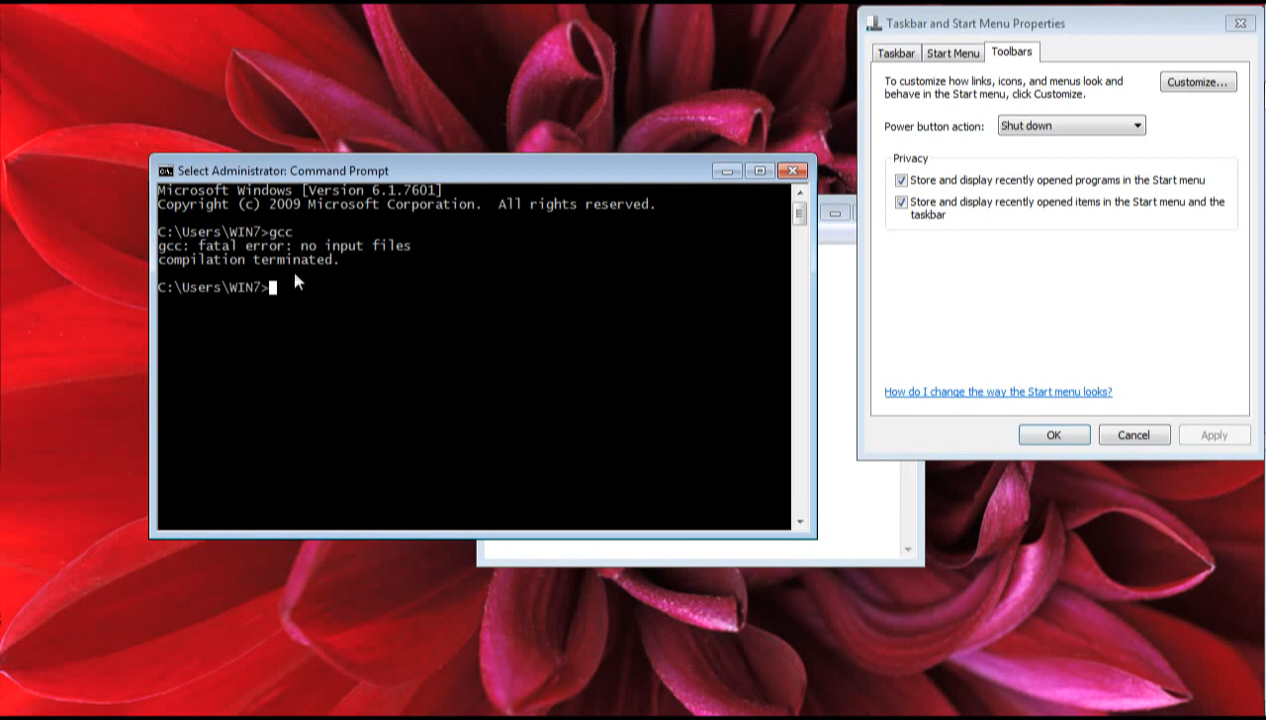 Select Administrator: Command Prompt
Microsoft Windows [Version 6.1.7601]
Copyright (c) 2009 Microsoft Corporation.  All rights reserved.
C:\Users\WIN7>gcc
gcc: fatal error: no input files
compilation terminated.
C:\Users\WIN7>
Taskbar and Start Menu Properties
Taskbar
Start Menu
Toolbars
To customize how links, icons, and menus look and
behave in the Start menu, click Customize.
Customize...
Power button action:
Shut down
Privacy
Store and display recently opened programs in the Start menu
Store and display recently opened items in the Start menu and the
taskbar
How do I change the way the Start menu looks?
OK
Cancel
Apply